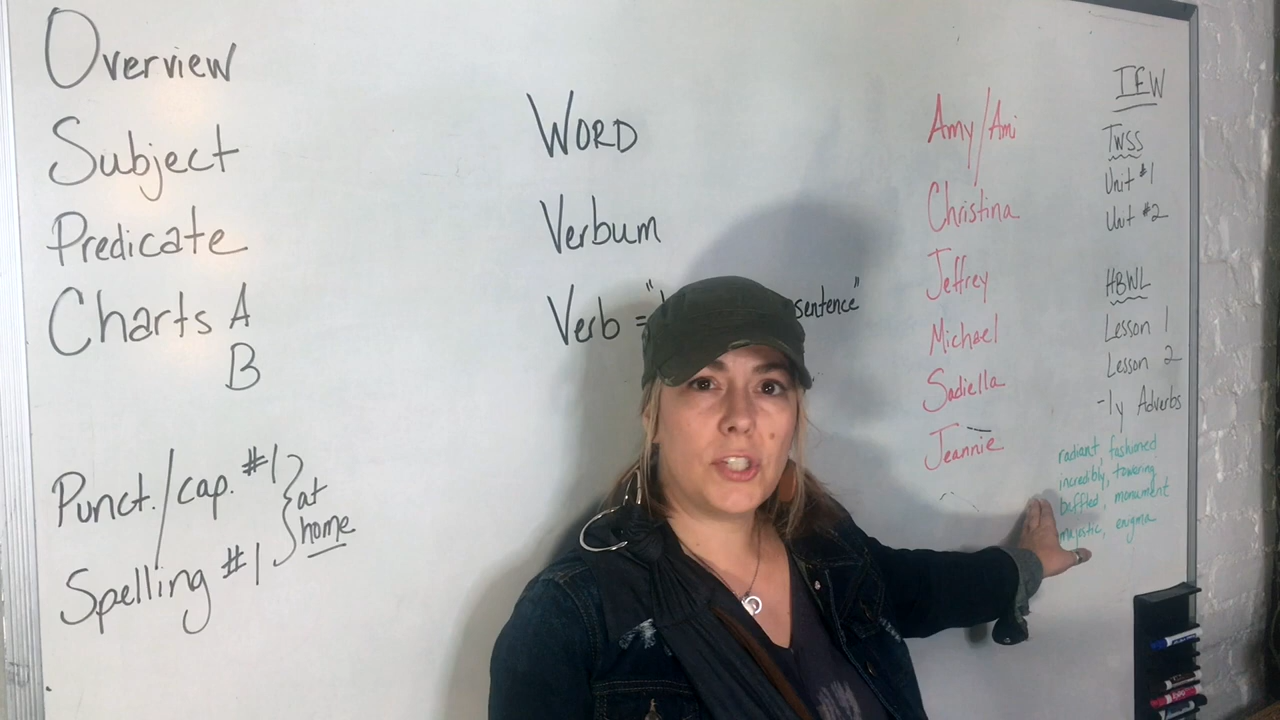 Overview
Subject
Predicate
Charts A
B
Punct./cap. #1
Spelling #1
at
home
WORD
Verbum
Verb = " sentence"
Amy/Ami
Christina
Jeffrey
Michael
Sadiella
Jeannie
IEW
TWSS
Unit #1
Unit #2
HBWL
Lesson 1
Lesson 2
-ly Adverbs
radiant, fashioned
incredibly, towering
baffled, monument
majestic, enigma